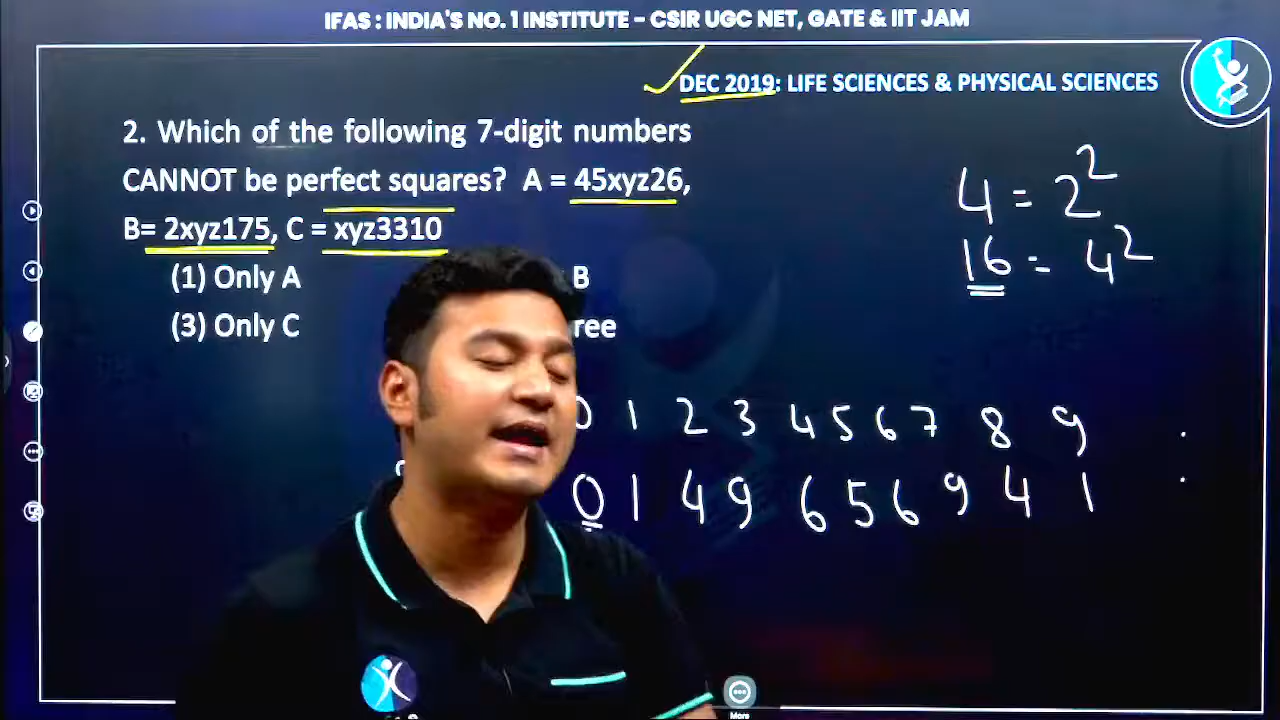 IFAS : INDIA'S NO. 1 INSTITUTE – CSIR UGC NET, GATE & IIT JAM
DEC 2019: LIFE SCIENCES & PHYSICAL SCIENCES
2. Which of the following 7-digit numbers
CANNOT be perfect squares? A = 45xyz26,
B= 2xyz175, C = xyz3310
(1) Only A B
(3) Only C ree
4 = 2²
16 = 4²
0 1 2 3 4 5 6 7 8 9
0 1 4 9 6 5 6 9 4 1
More